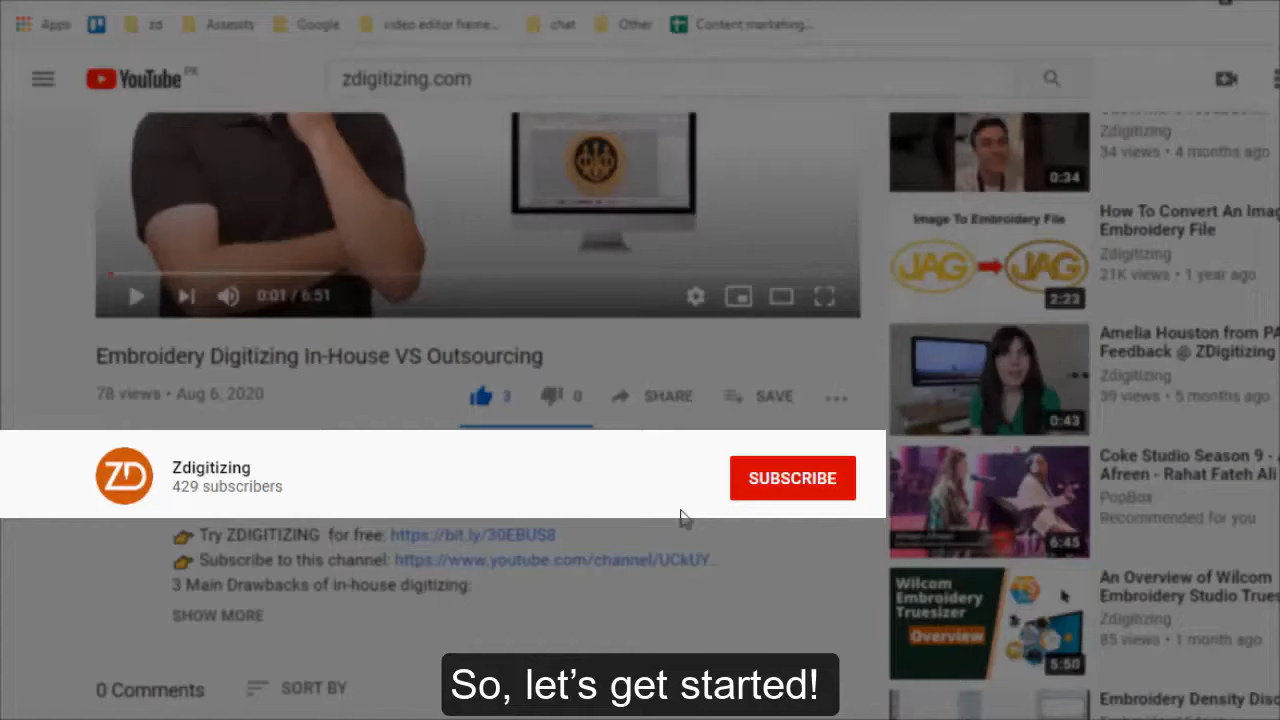 Apps
zd
Assests
Google
video editor freme...
chat
Other
Content marketing...
YouTube PK
zdigitizing.com
0:01 / 6:51
Embroidery Digitizing In-House VS Outsourcing
78 views • Aug 6, 2020
3
0
SHARE
SAVE
ZD
Zdigitizing
429 subscribers
SUBSCRIBE
Try ZDIGITIZING for free: https://bit.ly/30EBUS8
Subscribe to this channel: https://www.youtube.com/channel/UCkUY...
3 Main Drawbacks of in-house digitizing:
SHOW MORE
0 Comments
SORT BY
Zdigitizing
34 views • 4 months ago
0:34
Image To Embroidery File
JAG
JAG
2:23
How To Convert An Imag
Embroidery File
Zdigitizing
21K views • 1 year ago
0:43
Amelia Houston from PA
Feedback @ ZDigitizing
Zdigitizing
39 views • 5 months ago
6:45
Coke Studio Season 9 -
Afreen - Rahat Fateh Ali
PopBox
Recommended for you
Wilcom
Embroidery
Truesizer
Overview
5:50
An Overview of Wilcom
Embroidery Studio Trues
Zdigitizing
85 views • 1 month ago
Embroidery Density Disc
So, let's get started!